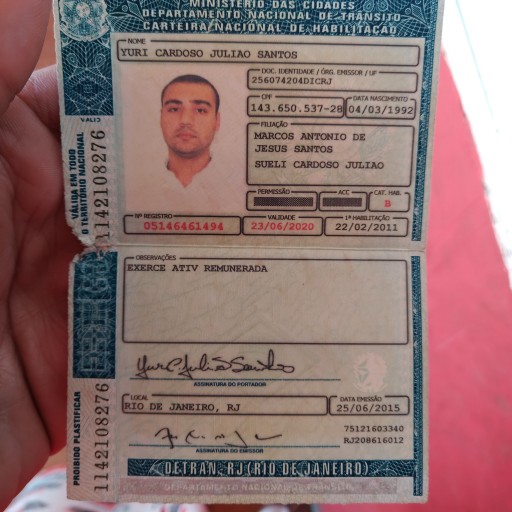 MINISTÉRIO DAS CIDADES
DEPARTAMENTO NACIONAL DE TRÂNSITO
CARTEIRA NACIONAL DE HABILITAÇÃO
NOME
YURI CARDOSO JULIAO SANTOS
DOC. IDENTIDADE / ÓRG. EMISSOR / UF
256074204DICRJ
CPF
DATA NASCIMENTO
143.650.537-28
04/03/1992
FILIAÇÃO
MARCOS ANTONIO DE
JESUS SANTOS
SUELI CARDOSO JULIAO
PERMISSÃO
ACC
CAT. HAB.
B
Nº REGISTRO
VALIDADE
1ª HABILITAÇÃO
05146461494
23/06/2020
22/02/2011
VÁLIDA EM TODO
O TERRITÓRIO NACIONAL
1142108276
OBSERVAÇÕES
EXERCE ATIV REMUNERADA
Yuri C. Julião Santos
ASSINATURA DO PORTADOR
LOCAL
DATA EMISSÃO
RIO DE JANEIRO, RJ
25/06/2015
75121603340
RJ208616012
ASSINATURA DO EMISSOR
PROIBIDO PLASTIFICAR
1142108276
DETRAN, RJ (RIO DE JANEIRO)
DEPARTAMENTO NACIONAL DE TRÂNSITO